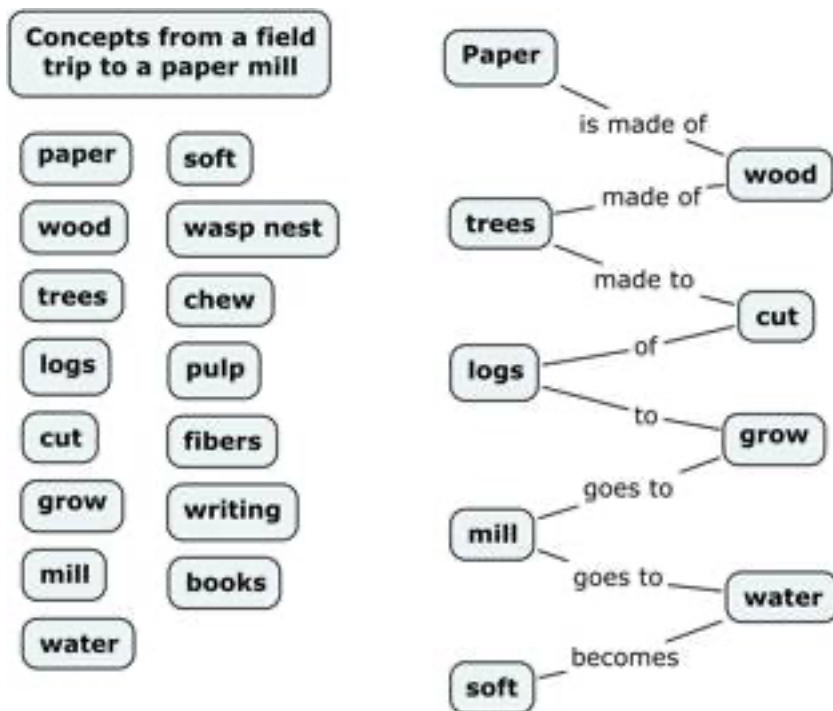 Concepts from a field
trip to a paper mill
paper
wood
trees
logs
cut
grow
mill
water
soft
wasp nest
chew
pulp
fibers
writing
books
Paper
is made of
wood
made of
trees
made to
cut
of
logs
to
grow
goes to
mill
goes to
water
becomes
soft